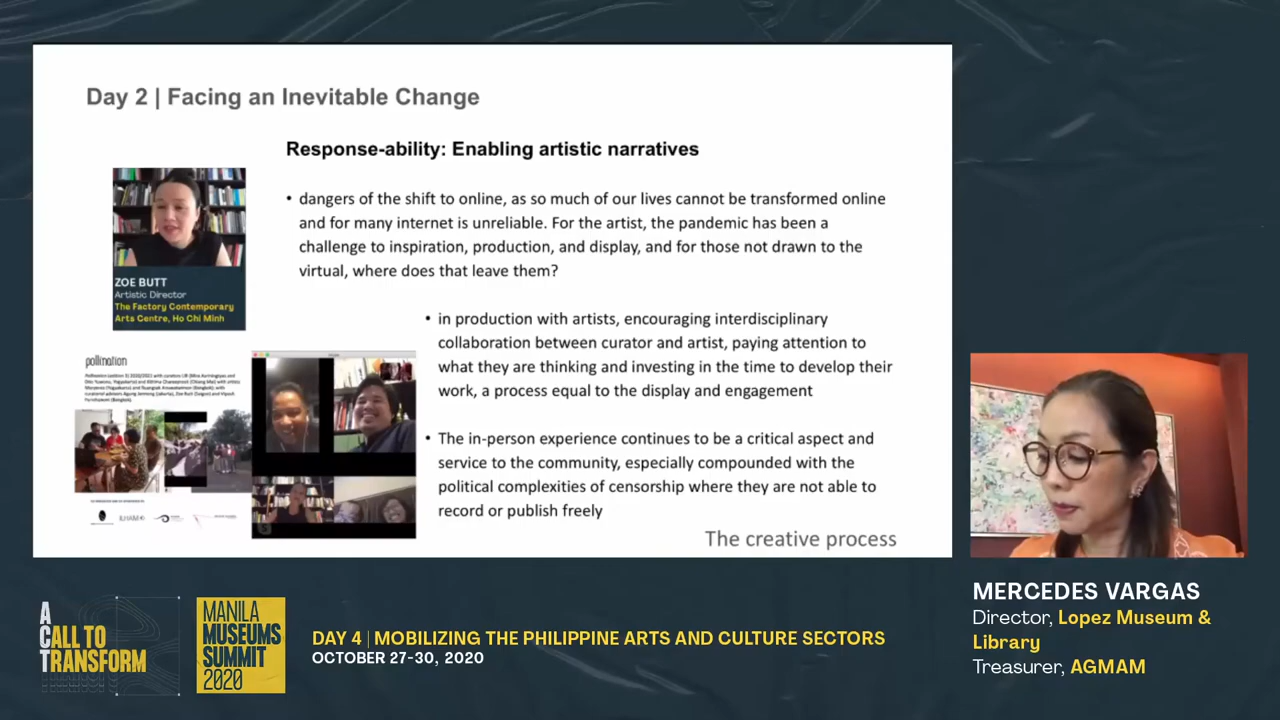 Day 2 | Facing an Inevitable Change
Response-ability: Enabling artistic narratives
• dangers of the shift to online, as so much of our lives cannot be transformed online
and for many internet is unreliable. For the artist, the pandemic has been a
challenge to inspiration, production, and display, and for those not drawn to the
virtual, where does that leave them?
ZOE BUTT
Artistic Director
The Factory Contemporary
Arts Centre, Ho Chi Minh
• in production with artists, encouraging interdisciplinary
collaboration between curator and artist, paying attention to
what they are thinking and investing in the time to develop their
work, a process equal to the display and engagement
pollination
• The in-person experience continues to be a critical aspect and
service to the community, especially compounded with the
political complexities of censorship where they are not able to
record or publish freely
ILHAM
The creative process
MERCEDES VARGAS
Director, Lopez Museum &
Library
Treasurer, AGMAM
A
CALL TO
TRANSFORM
MANILA
MUSEUMS
SUMMIT
2020
DAY 4 | MOBILIZING THE PHILIPPINE ARTS AND CULTURE SECTORS
OCTOBER 27-30, 2020